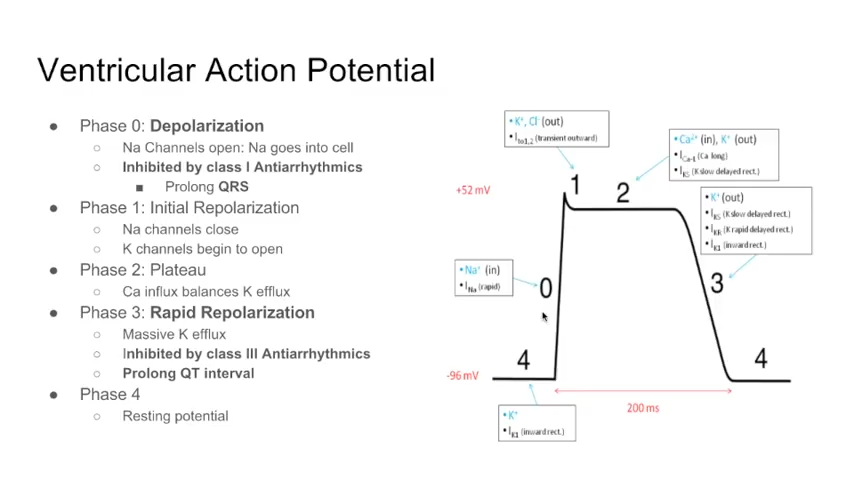 Ventricular Action Potential
● Phase 0: Depolarization
○ Na Channels open: Na goes into cell
○ Inhibited by class I Antiarrhythmics
■ Prolong QRS
● Phase 1: Initial Repolarization
○ Na channels close
○ K channels begin to open
● Phase 2: Plateau
○ Ca influx balances K efflux
● Phase 3: Rapid Repolarization
○ Massive K efflux
○ Inhibited by class III Antiarrhythmics
○ Prolong QT interval
● Phase 4
○ Resting potential
• K⁺, Cl⁻ (out)
• Ito1,2 (transient outward)
• Ca²⁺ (in), K⁺ (out)
• ICa-L (Ca long)
• IKS (K slow delayed rect.)
+52 mV
1
2
• K⁺ (out)
• IKS (K slow delayed rect.)
• IKR (K rapid delayed rect.)
• IK1 (inward rect.)
• Na⁺ (in)
• INa (rapid)
0
3
4
4
-96 mV
200 ms
• K⁺
• IK1 (inward rect.)